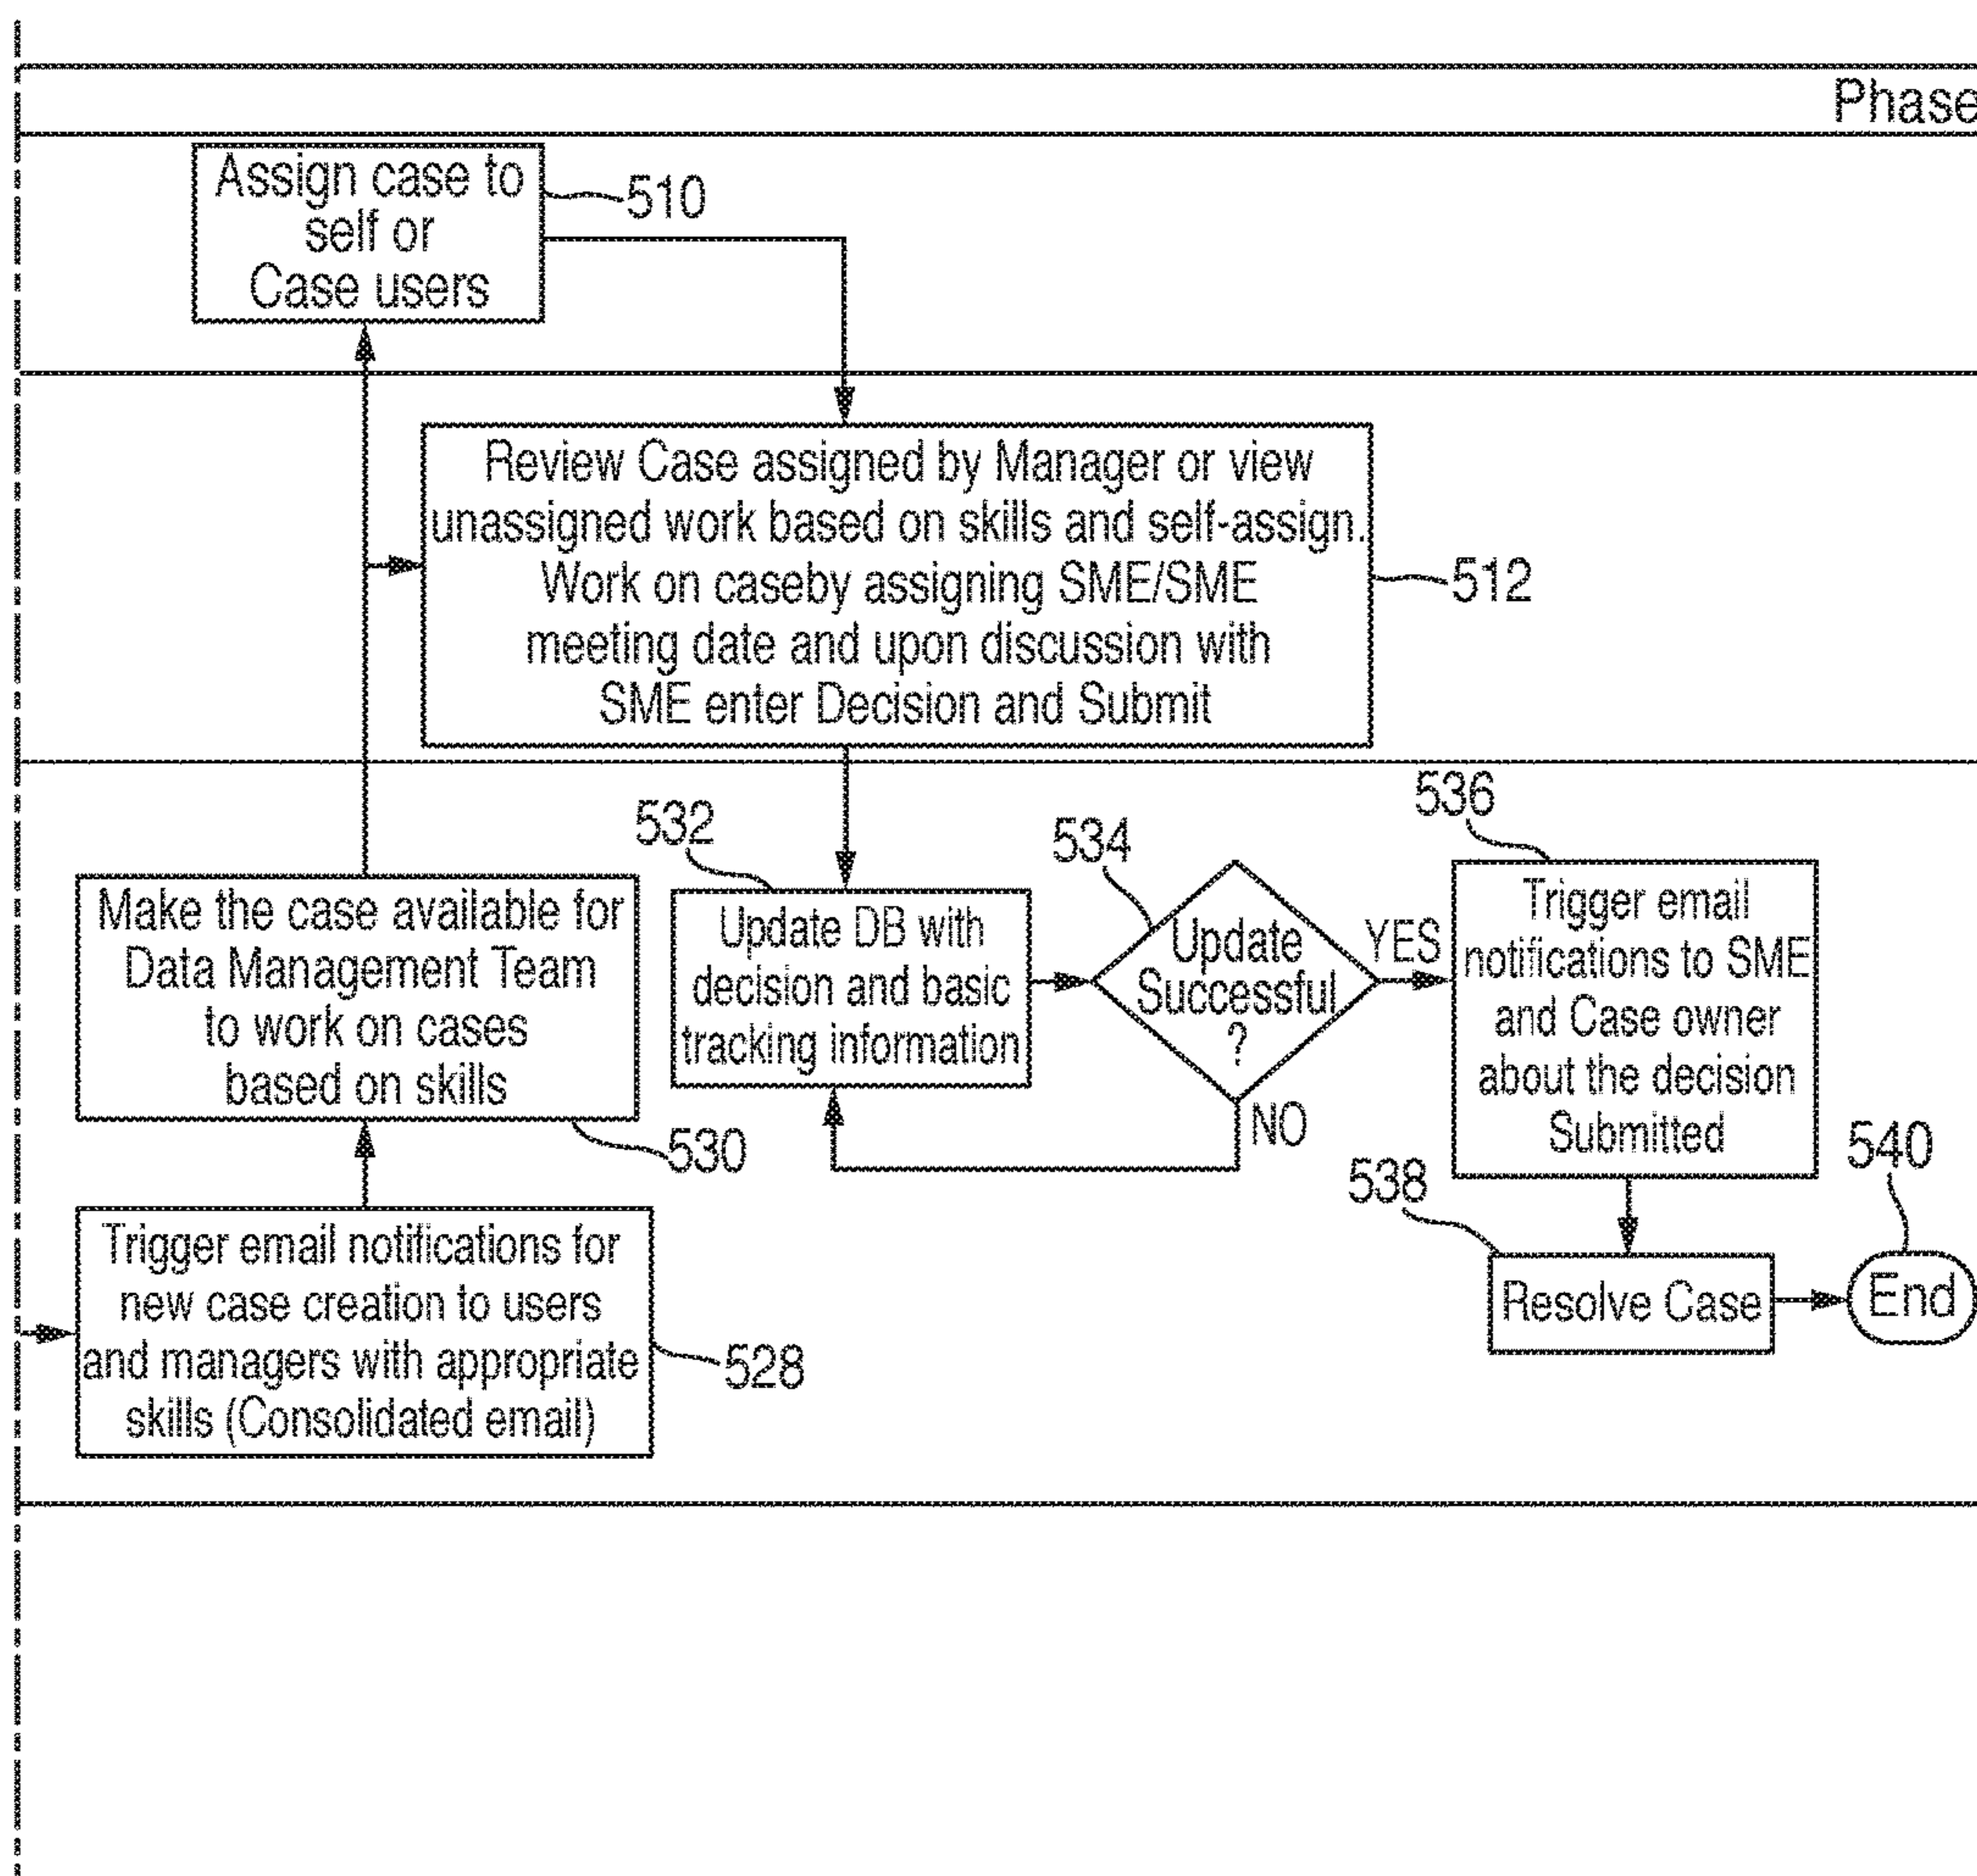 Phase
Assign case to
self or
Case users
510
Review Case assigned by Manager or view
unassigned work based on skills and self-assign.
Work on caseby assigning SME/SME
meeting date and upon discussion with
SME enter Decision and Submit
512
Make the case available for
Data Management Team
to work on cases
based on skills
530
Trigger email notifications for
new case creation to users
and managers with appropriate
skills (Consolidated email)
528
532
Update DB with
decision and basic
tracking information
534
Update
Successful
?
YES
NO
536
Trigger email
notifications to SME
and Case owner
about the decision
Submitted
538
Resolve Case
540
End